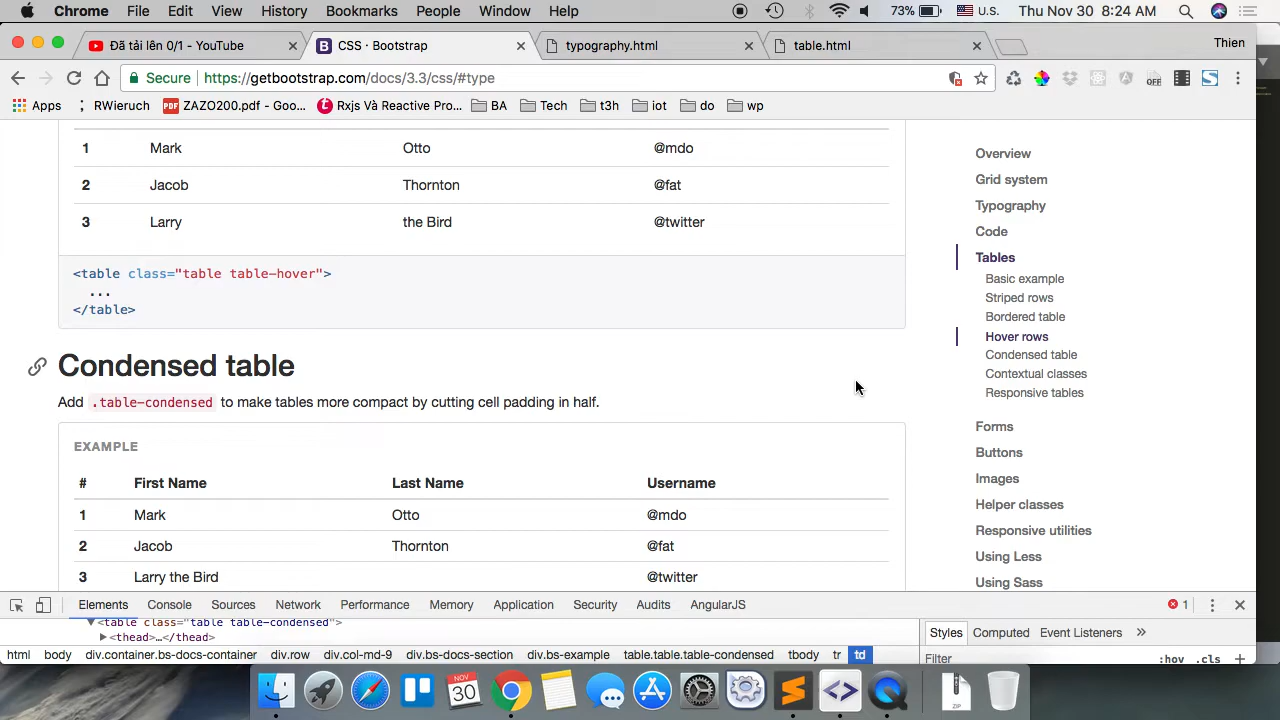 Chrome File Edit View History Bookmarks People Window Help 73% U.S. Thu Nov 30 8:24 AM
Đã tải lên 0/1 - YouTube CSS · Bootstrap typography.html table.html Thien
Secure https://getbootstrap.com/docs/3.3/css/#type
Apps RWieruch ZAZO200.pdf - Goo... Rxjs Và Reactive Pro... BA Tech t3h iot do wp
1 Mark Otto @mdo
2 Jacob Thornton @fat
3 Larry the Bird @twitter
<table class="table table-hover">
...
</table>
Condensed table
Add .table-condensed to make tables more compact by cutting cell padding in half.
EXAMPLE
# First Name Last Name Username
1 Mark Otto @mdo
2 Jacob Thornton @fat
3 Larry the Bird @twitter
Overview
Grid system
Typography
Code
Tables
Basic example
Striped rows
Bordered table
Hover rows
Condensed table
Contextual classes
Responsive tables
Forms
Buttons
Images
Helper classes
Responsive utilities
Using Less
Using Sass
Elements Console Sources Network Performance Memory Application Security Audits AngularJS 1
<table class="table table-condensed">
<thead>…</thead>
Styles Computed Event Listeners »
html body div.container.bs-docs-container div.row div.col-md-9 div.bs-docs-section div.bs-example table.table.table-condensed tbody tr td
Filter :hov .cls +
NOV
30
ZIP